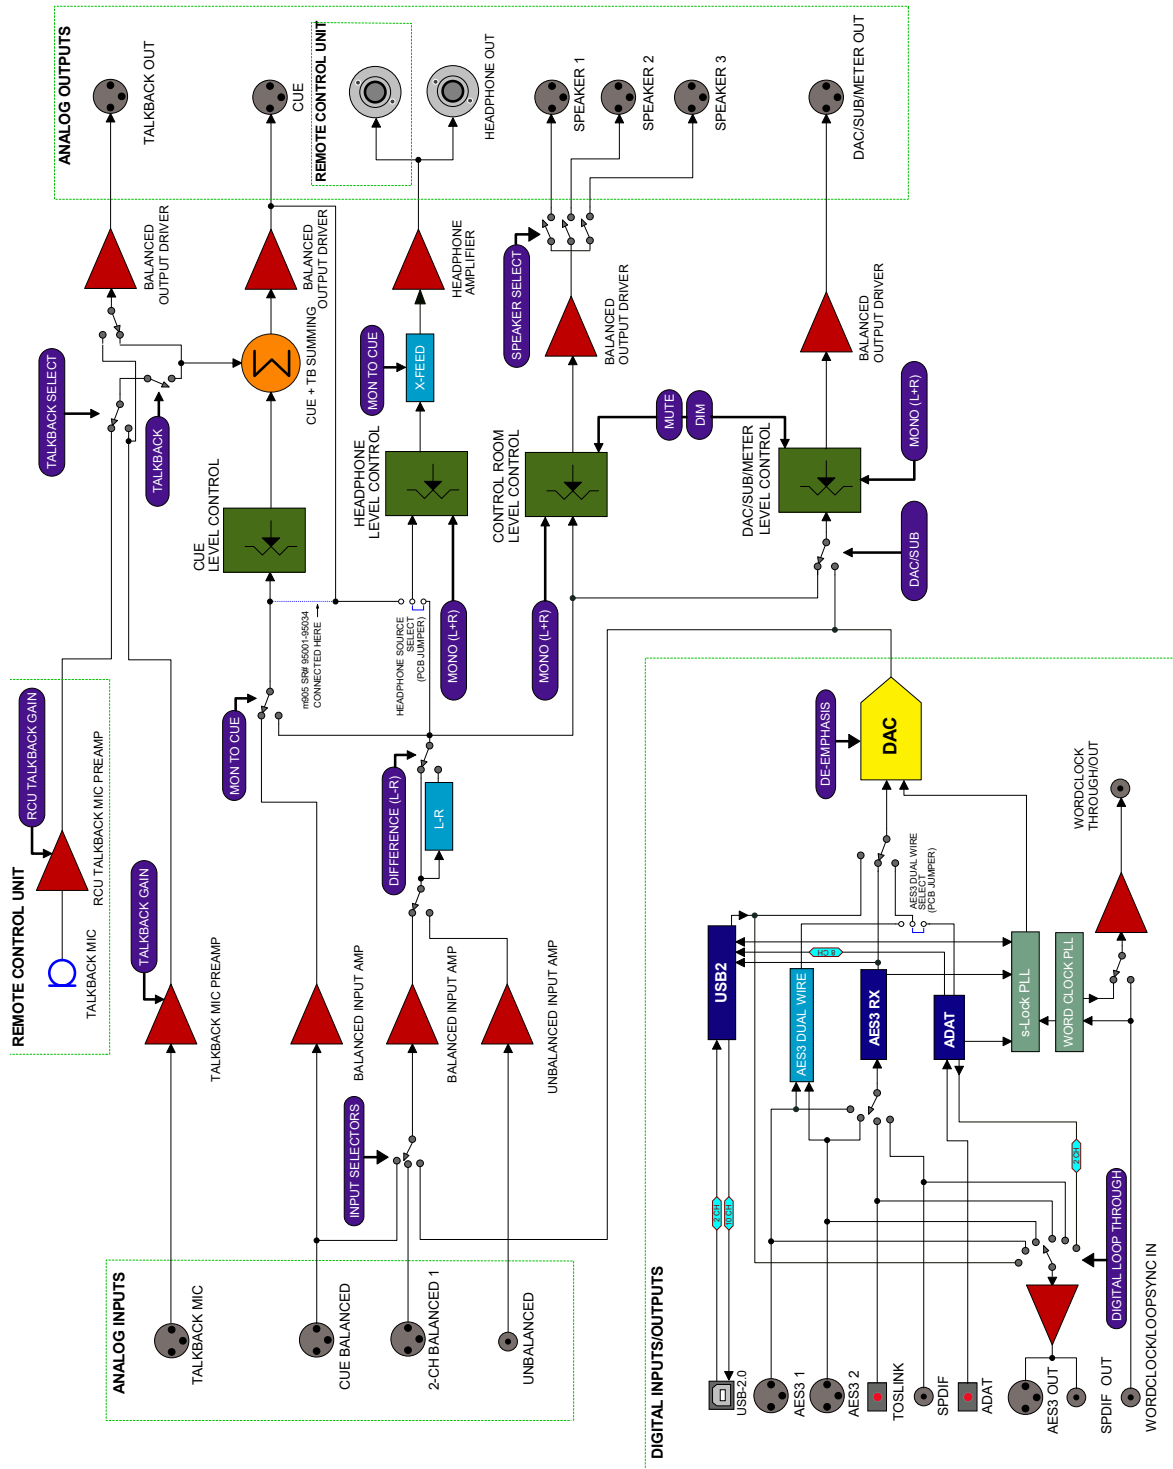 ANALOG OUTPUTS
TALKBACK OUT
CUE
REMOTE CONTROL UNIT
HEADPHONE OUT
SPEAKER 1
SPEAKER 2
SPEAKER 3
DAC/SUB/METER OUT
BALANCED
OUTPUT DRIVER
BALANCED
OUTPUT DRIVER
HEADPHONE
AMPLIFIER
SPEAKER SELECT
BALANCED
OUTPUT DRIVER
BALANCED
OUTPUT DRIVER
TALKBACK SELECT
TALKBACK
Σ
CUE + TB SUMMING
MON TO CUE
X-FEED
MUTE
DIM
MONO (L+R)
CUE
LEVEL CONTROL
HEADPHONE
LEVEL CONTROL
CONTROL ROOM
LEVEL CONTROL
DAC/SUB/METER
LEVEL CONTROL
DAC/SUB
m905 SR# 95001-95034
CONNECTED HERE
HEADPHONE SOURCE
SELECT
(PCB JUMPER)
MONO (L+R)
MONO (L+R)
REMOTE CONTROL UNIT
RCU TALKBACK GAIN
RCU TALKBACK MIC PREAMP
TALKBACK MIC
TALKBACK GAIN
TALKBACK MIC PREAMP
MON TO CUE
DIFFERENCE (L-R)
L-R
BALANCED INPUT AMP
BALANCED INPUT AMP
UNBALANCED INPUT AMP
INPUT SELECTORS
ANALOG INPUTS
TALKBACK MIC
CUE BALANCED
2-CH BALANCED 1
UNBALANCED
DIGITAL INPUTS/OUTPUTS
DE-EMPHASIS
DAC
WORDCLOCK
THROUGH/OUT
AES3 DUAL WIRE
SELECT
(PCB JUMPER)
USB2
8 CH
AES3 DUAL WIRE
AES3 RX
ADAT
s-Lock PLL
WORD CLOCK PLL
2 CH
10 CH
2 CH
DIGITAL LOOP THROUGH
USB-2.0
AES3 1
AES3 2
TOSLINK
SPDIF
ADAT
AES3 OUT
SPDIF OUT
WORDCLOCK/LOOPSYNC IN